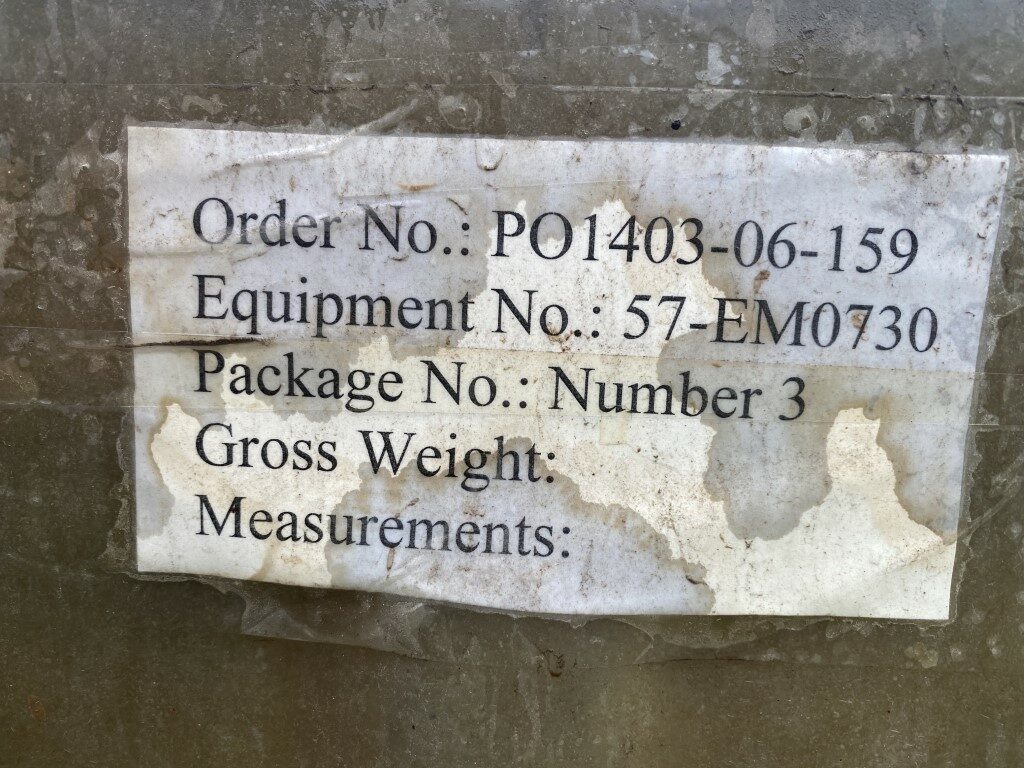 Order No.: PO1403-06-159
Equipment No.: 57-EM0730
Package No.: Number 3
Gross Weight:
Measurements: